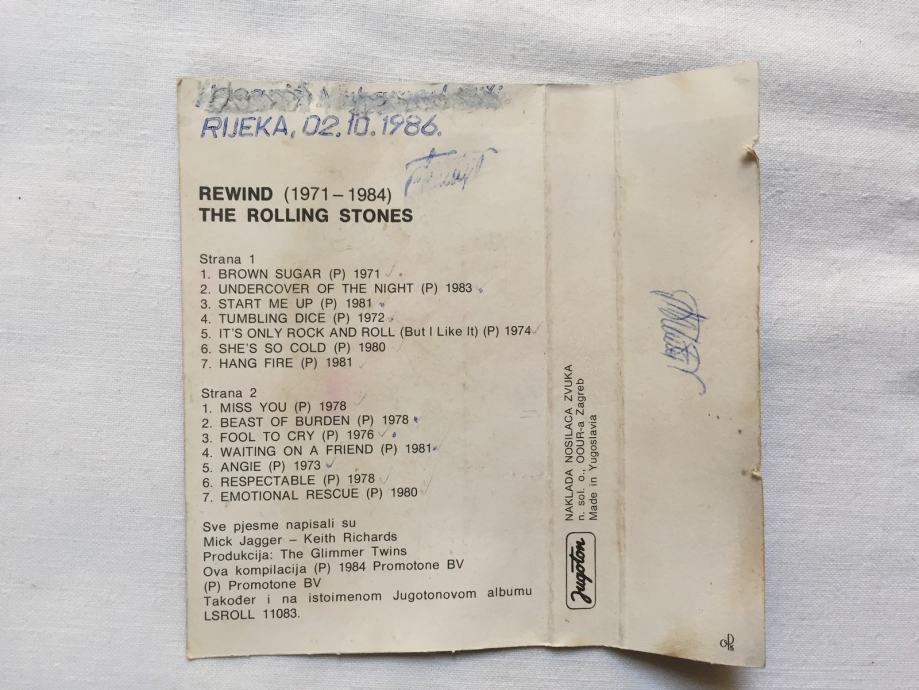 RIJEKA, 02.10.1986.
REWIND (1971–1984)
THE ROLLING STONES
Strana 1
1. BROWN SUGAR (P) 1971
2. UNDERCOVER OF THE NIGHT (P) 1983
3. START ME UP (P) 1981
4. TUMBLING DICE (P) 1972
5. IT'S ONLY ROCK AND ROLL (But I Like It) (P) 1974
6. SHE'S SO COLD (P) 1980
7. HANG FIRE (P) 1981
Strana 2
1. MISS YOU (P) 1978
2. BEAST OF BURDEN (P) 1978
3. FOOL TO CRY (P) 1976
4. WAITING ON A FRIEND (P) 1981
5. ANGIE (P) 1973
6. RESPECTABLE (P) 1978
7. EMOTIONAL RESCUE (P) 1980
Sve pjesme napisali su
Mick Jagger – Keith Richards
Produkcija: The Glimmer Twins
Ova kompilacija (P) 1984 Promotone BV
(P) Promotone BV
Također i na istoimenom Jugotonovom albumu
LSROLL 11083.
Jugoton
NAKLADA NOSILACA ZVUKA
n. sol. o., OOUR-a Zagreb
Made in Yugoslavia